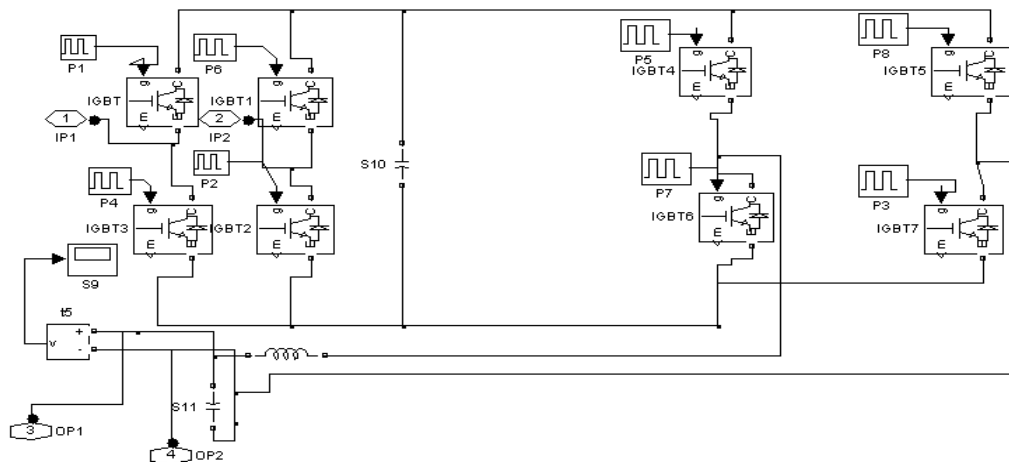 P1
P6
P5
P8
g C
IGBT
E
m
g C
IGBT1
E
m
g C
IGBT4
E
m
g C
IGBT5
E
m
1
IP1
2
IP2
S10
P4
P2
P7
P3
g C
IGBT3
E
m
g C
IGBT2
E
m
g C
IGBT6
E
m
g C
IGBT7
E
m
S9
t5
v + -
S11
3 OP1
4 OP2